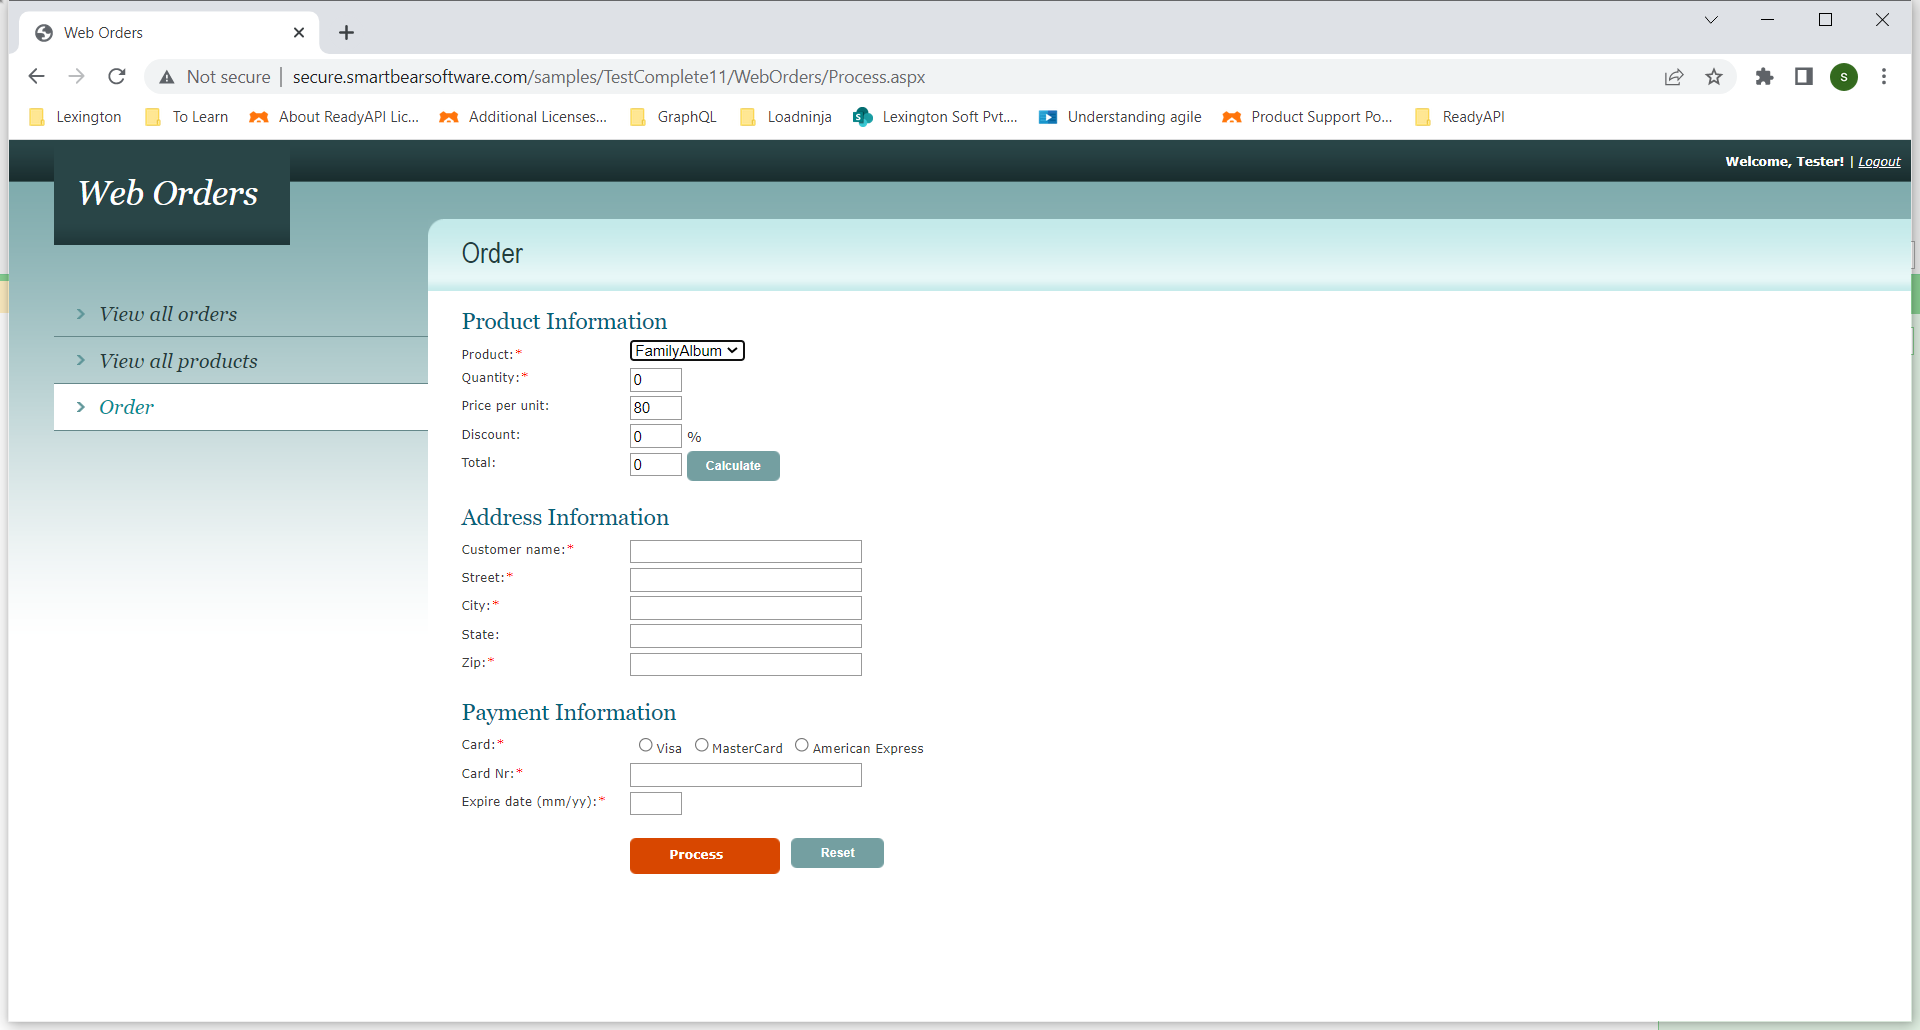 Web Orders
Not secure | secure.smartbearsoftware.com/samples/TestComplete11/WebOrders/Process.aspx
S
Lexington To Learn About ReadyAPI Lic... Additional Licenses... GraphQL Loadninja Lexington Soft Pvt.... Understanding agile Product Support Po... ReadyAPI
Welcome, Tester! | Logout
Web Orders
Order
View all orders
View all products
Order
Product Information
Product:* FamilyAlbum
Quantity:* 0
Price per unit: 80
Discount: 0 %
Total: 0 Calculate
Address Information
Customer name:*
Street:*
City:*
State:
Zip:*
Payment Information
Card:* Visa MasterCard American Express
Card Nr:*
Expire date (mm/yy):*
Process Reset